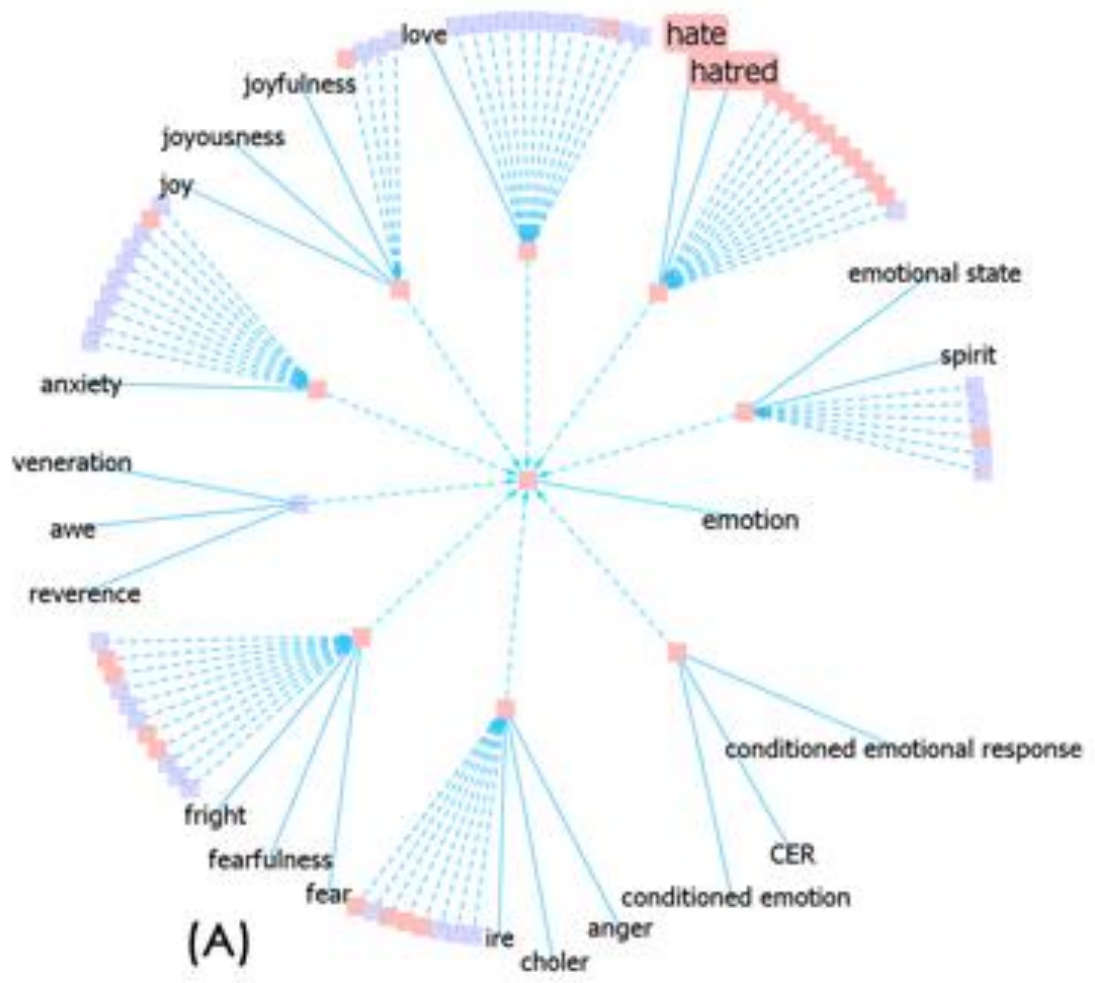 love
hate
hatred
joyfulness
joyousness
joy
emotional state
spirit
anxiety
veneration
awe
reverence
emotion
fright
fearfulness
fear
ire
choler
anger
conditioned emotion
CER
conditioned emotional response
(A)